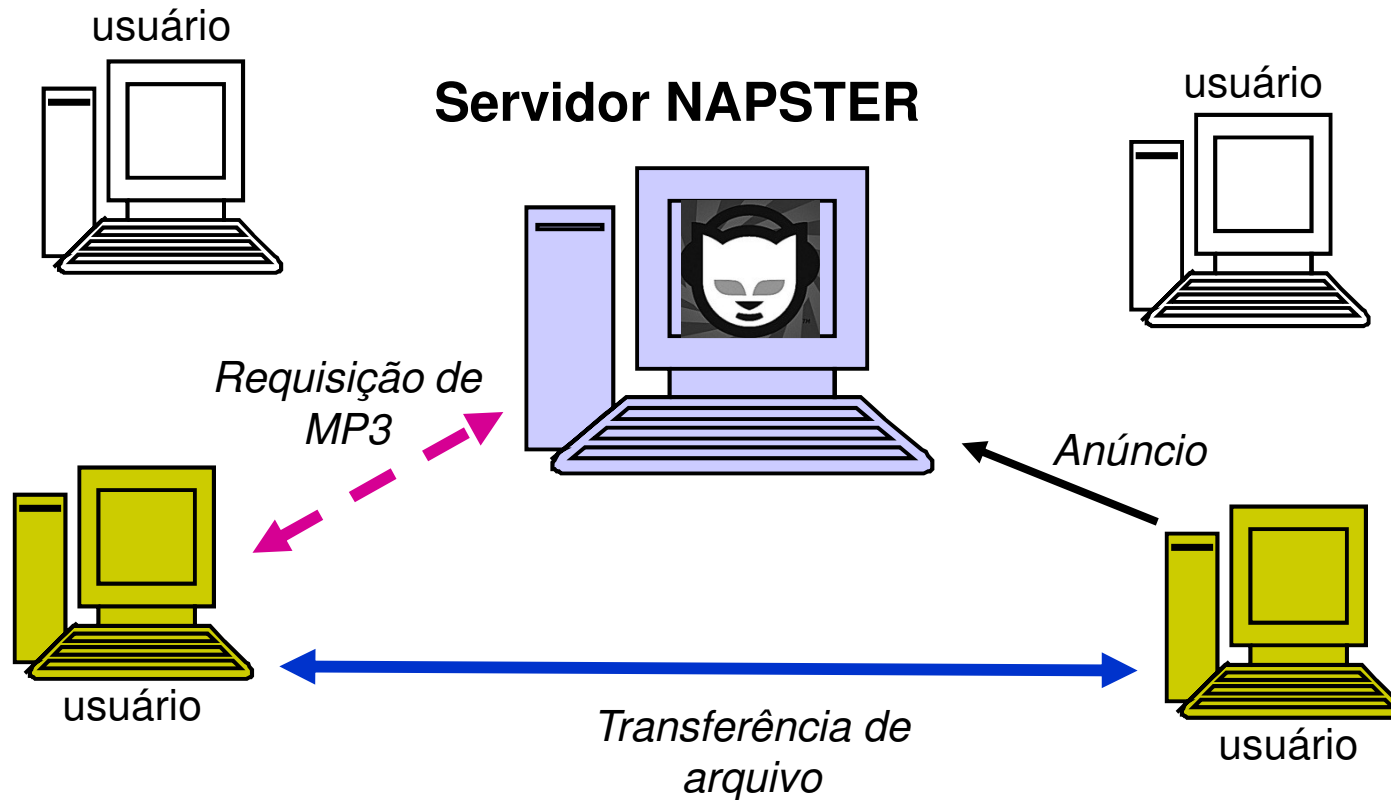 usuário
Servidor NAPSTER
usuário
Requisição de
MP3
Anúncio
usuário
Transferência de
arquivo
usuário